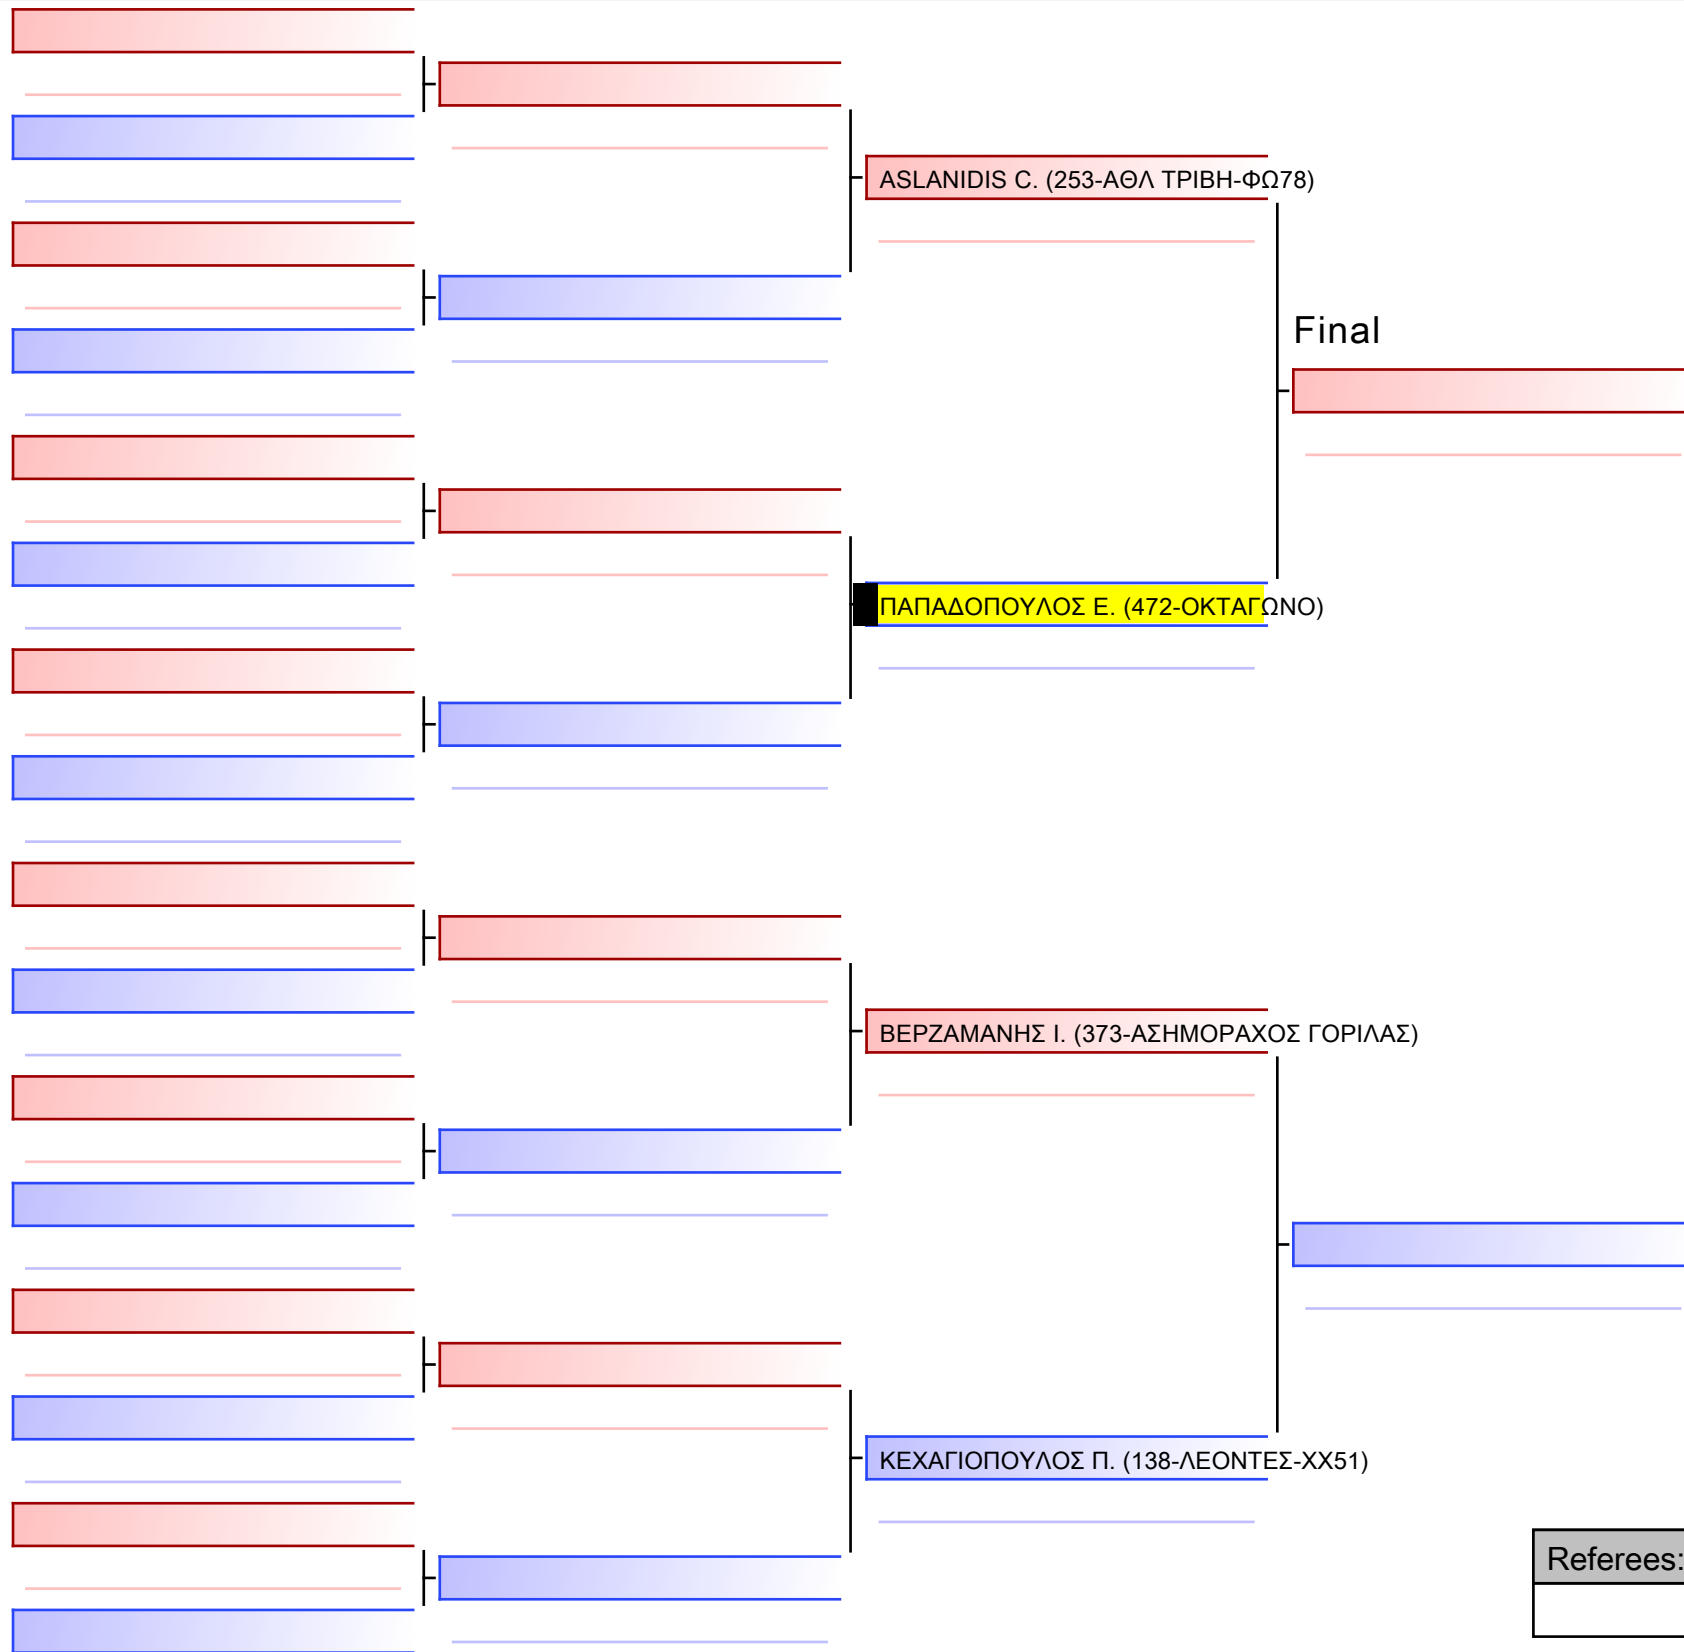 ASLANIDIS C. (253-ΑΘΛ ΤΡΙΒΗ-ΦΩ78)
Final
ΠΑΠΑΔΟΠΟΥΛΟΣ Ε. (472-ΟΚΤΑΓΩΝΟ)
ΒΕΡΖΑΜΑΝΗΣ Ι. (373-ΑΣΗΜΟΡΑΧΟΣ ΓΟΡΙΛΑΣ)
ΚΕΧΑΓΙΟΠΟΥΛΟΣ Π. (138-ΛΕΟΝΤΕΣ-ΧΧ51)
Referees: